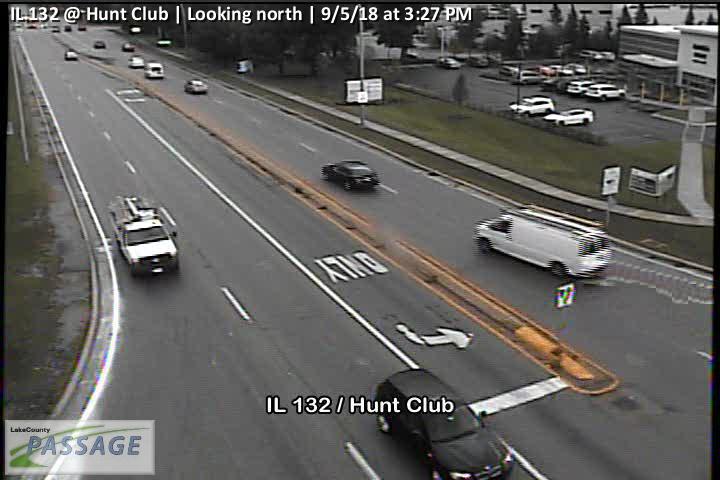 IL 132 @ Hunt Club | Looking north | 9/5/18 at 3:27 PM
ONLY
IL 132 / Hunt Club
LakeCounty
PASSAGE